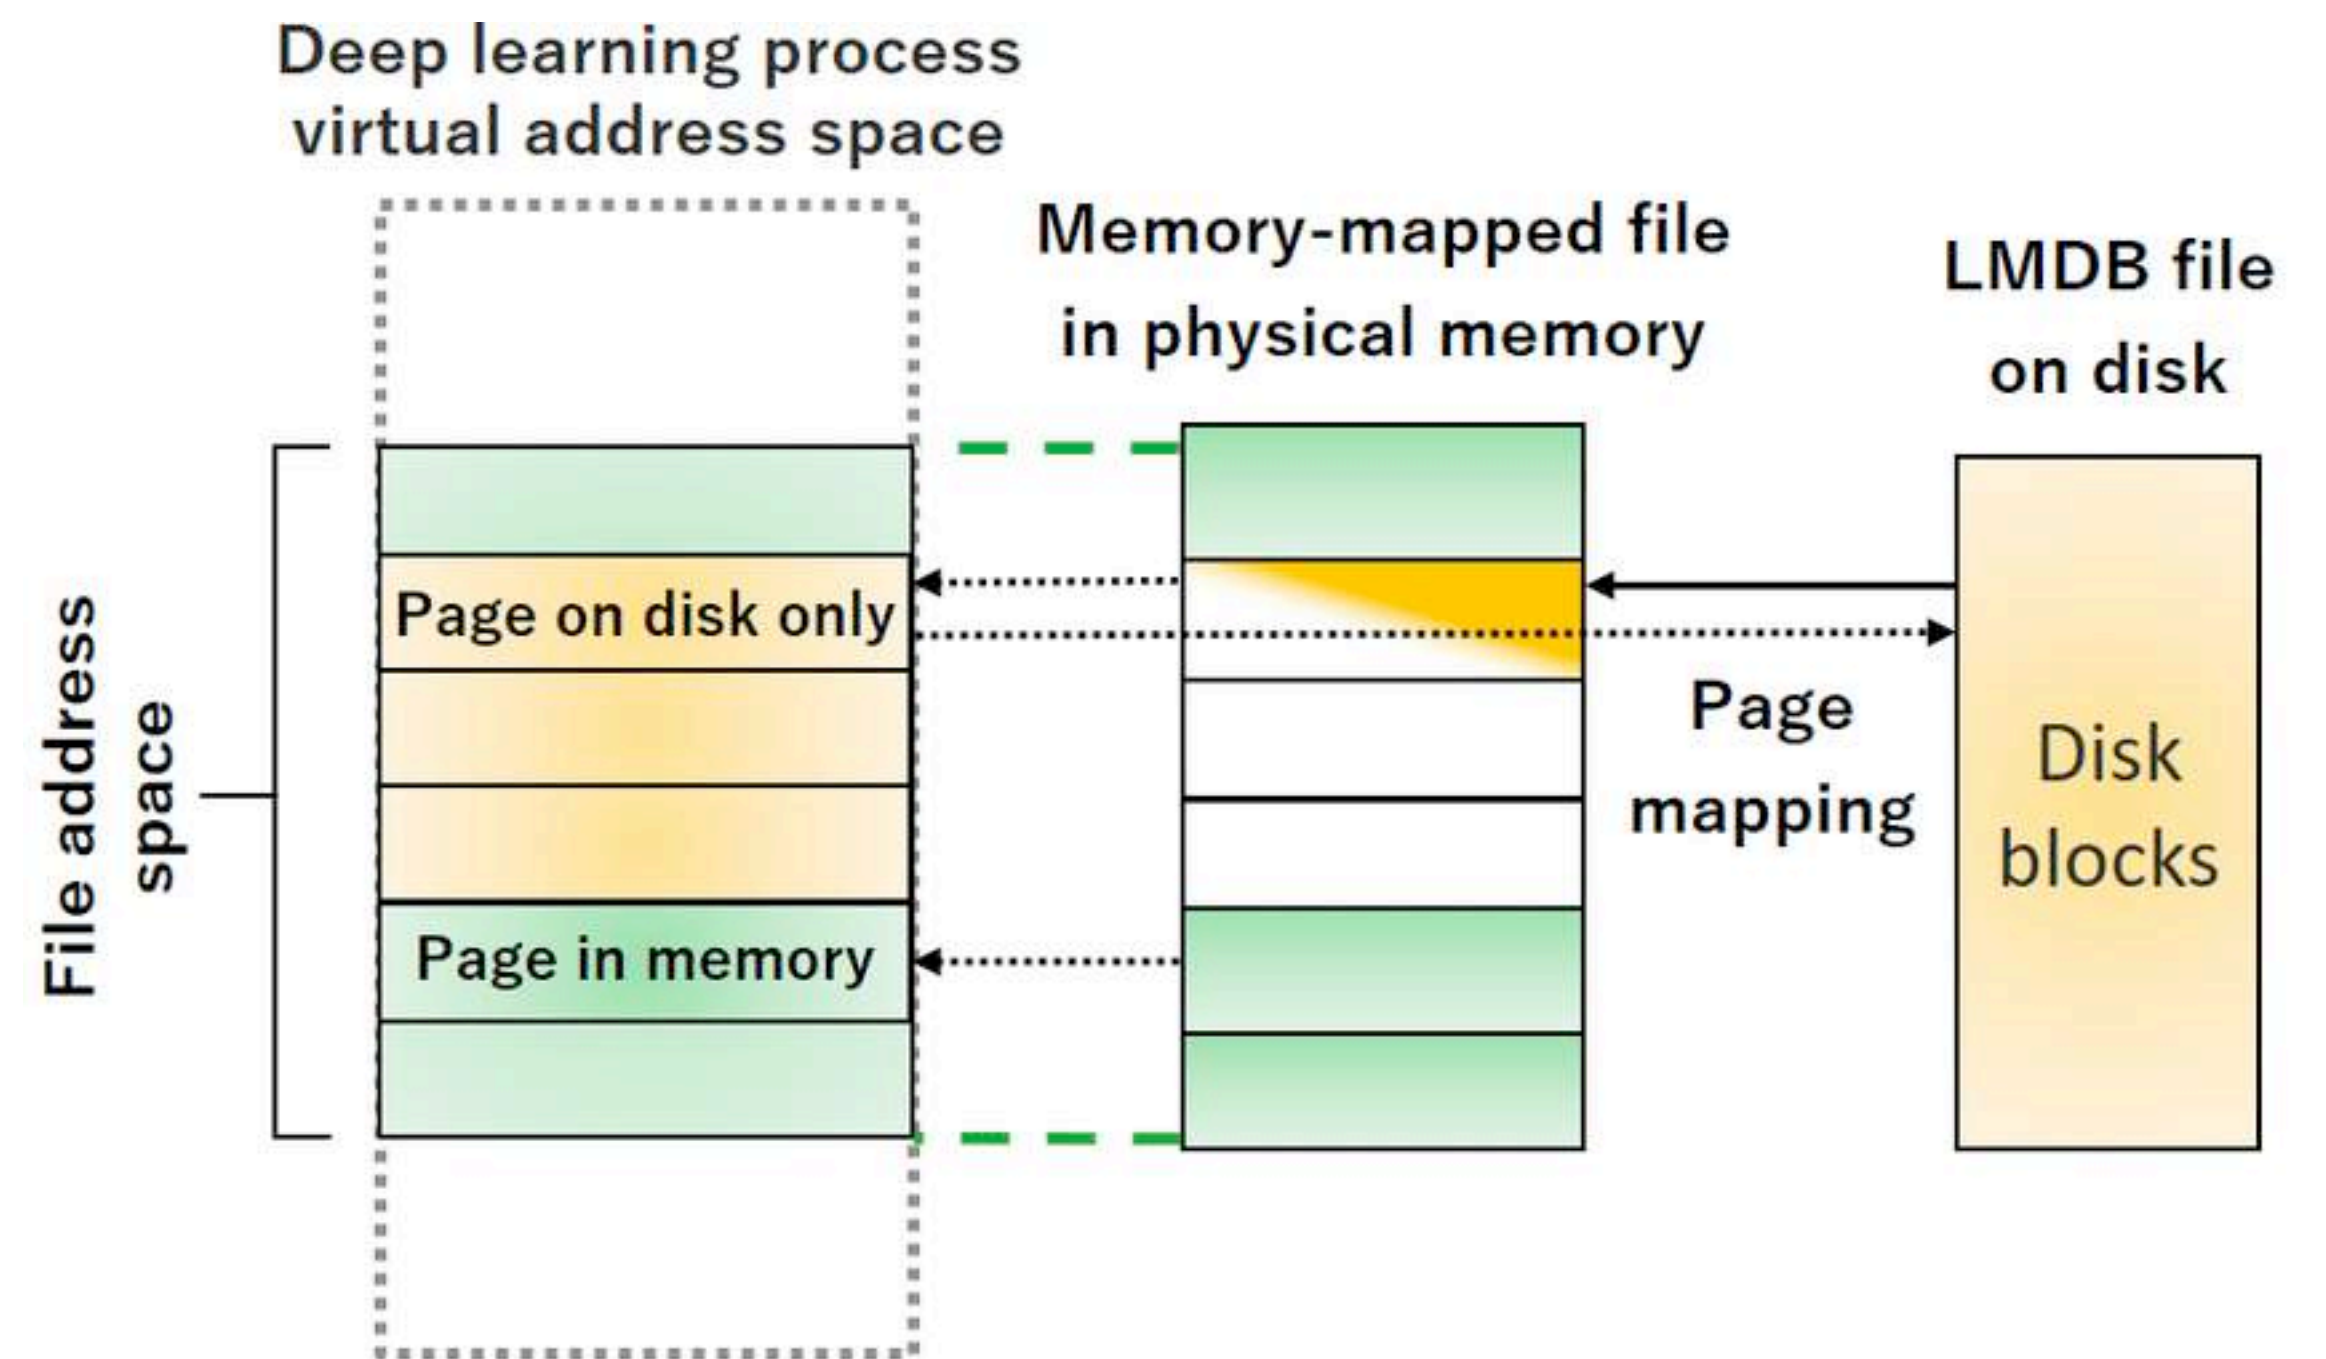 Deep learning process
virtual address space
Memory-mapped file
in physical memory
LMDB file
on disk
File address
space
Page on disk only
Page in memory
Page
mapping
Disk
blocks